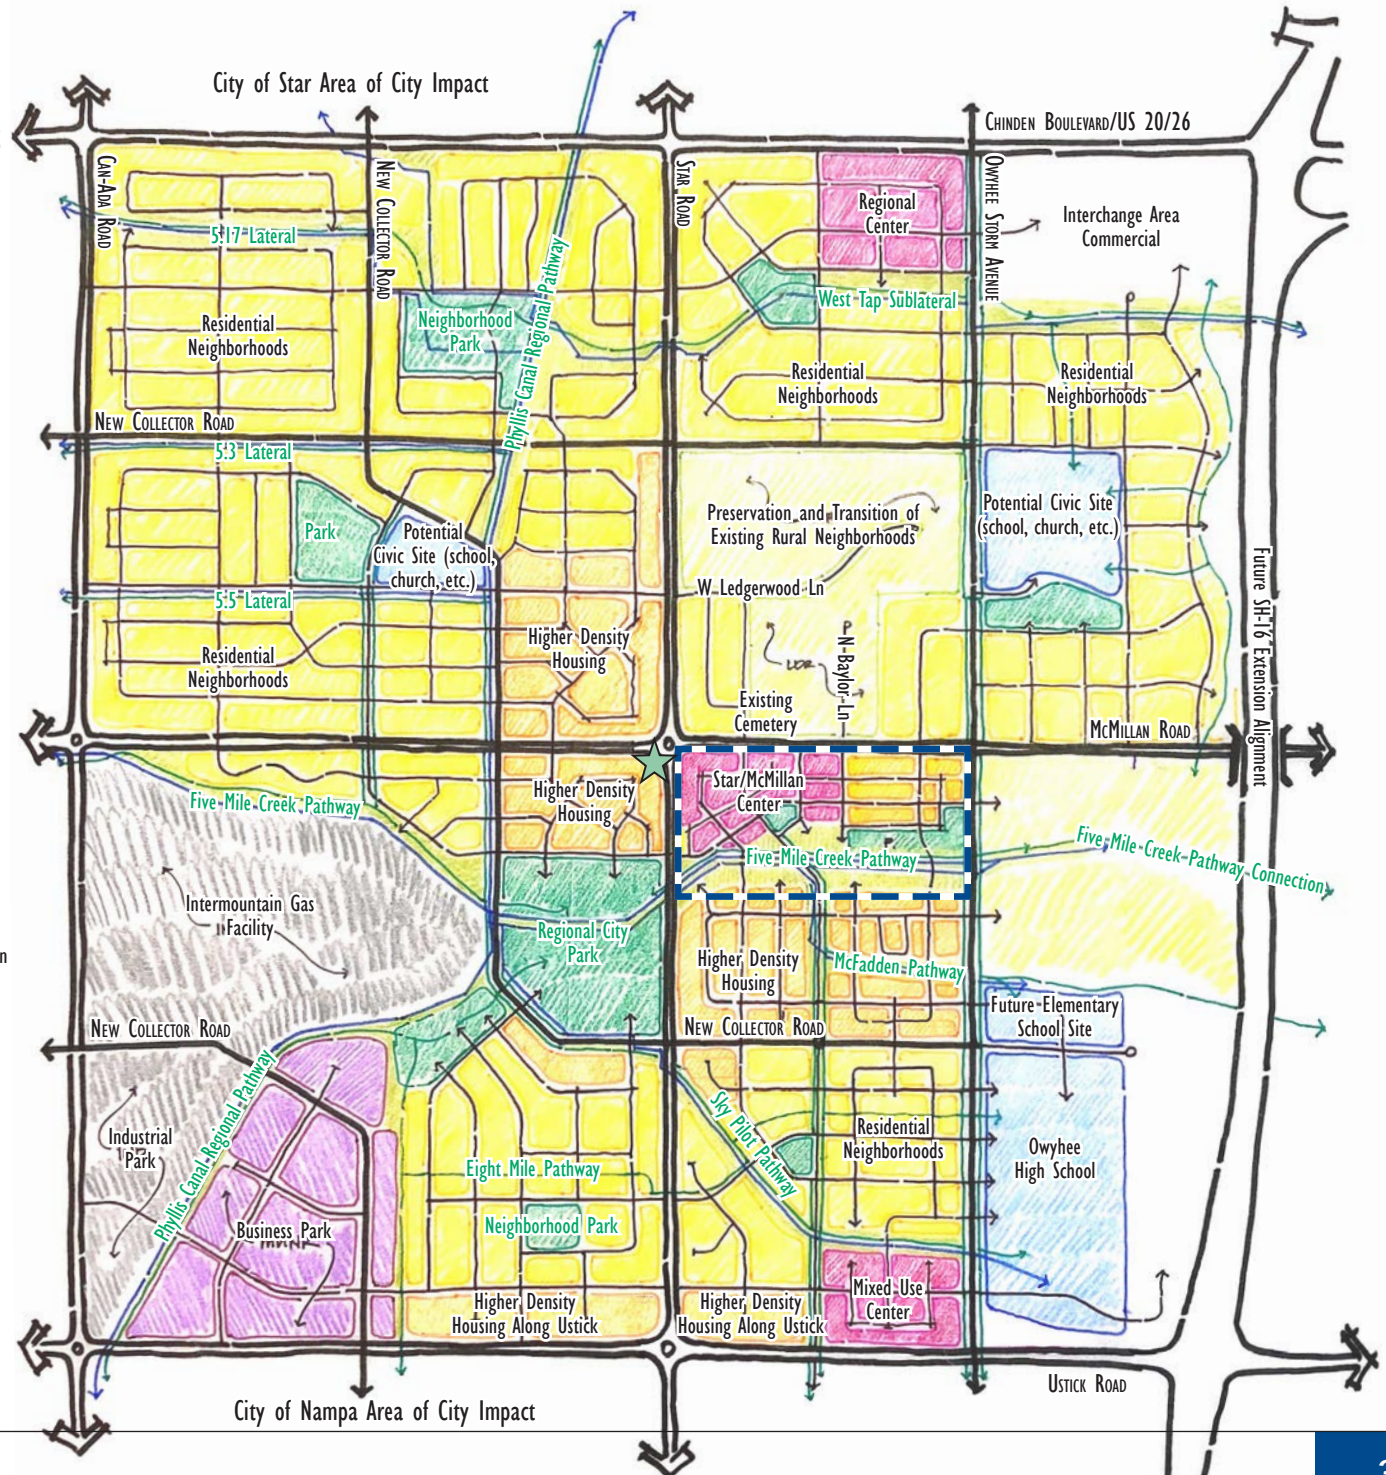 City of Star Area of City Impact
Chinden Boulevard/US 20/26
Can-Ada Road
New Collector Road
Star Road
Owyhee Storm Avenue
Regional
Center
Interchange Area
Commercial
5.17 Lateral
Phyllis Canal Regional Pathway
West Tap Sublateral
Neighborhood
Park
Residential
Neighborhoods
Residential
Neighborhoods
Residential
Neighborhoods
New Collector Road
5.3 Lateral
Park
Potential
Civic Site (school,
church, etc.)
Preservation and Transition of
Existing Rural Neighborhoods
Potential Civic Site
(school, church, etc.)
W Ledgerwood Ln
5.5 Lateral
Future SH-16 Extension Alignment
Higher Density
Housing
Residential
Neighborhoods
N-Baylor-Ln
Existing
Cemetery
McMillan Road
Star/McMillan
Center
Higher Density
Housing
Five Mile Creek Pathway
Five Mile Creek Pathway
Five Mile Creek-Pathway Connection
Intermountain Gas
Facility
Regional City
Park
Higher Density
Housing
McFadden Pathway
n
New Collector Road
New Collector Road
Future Elementary
School Site
Phyllis Canal Regional Pathway
Sky Pilot Pathway
Industrial
Park
Residential
Neighborhoods
Owyhee
High School
Eight Mile Pathway
Business Park
Neighborhood Park
Higher Density
Housing Along Ustick
Higher Density
Housing Along Ustick
Mixed Use
Center
Ustick Road
City of Nampa Area of City Impact